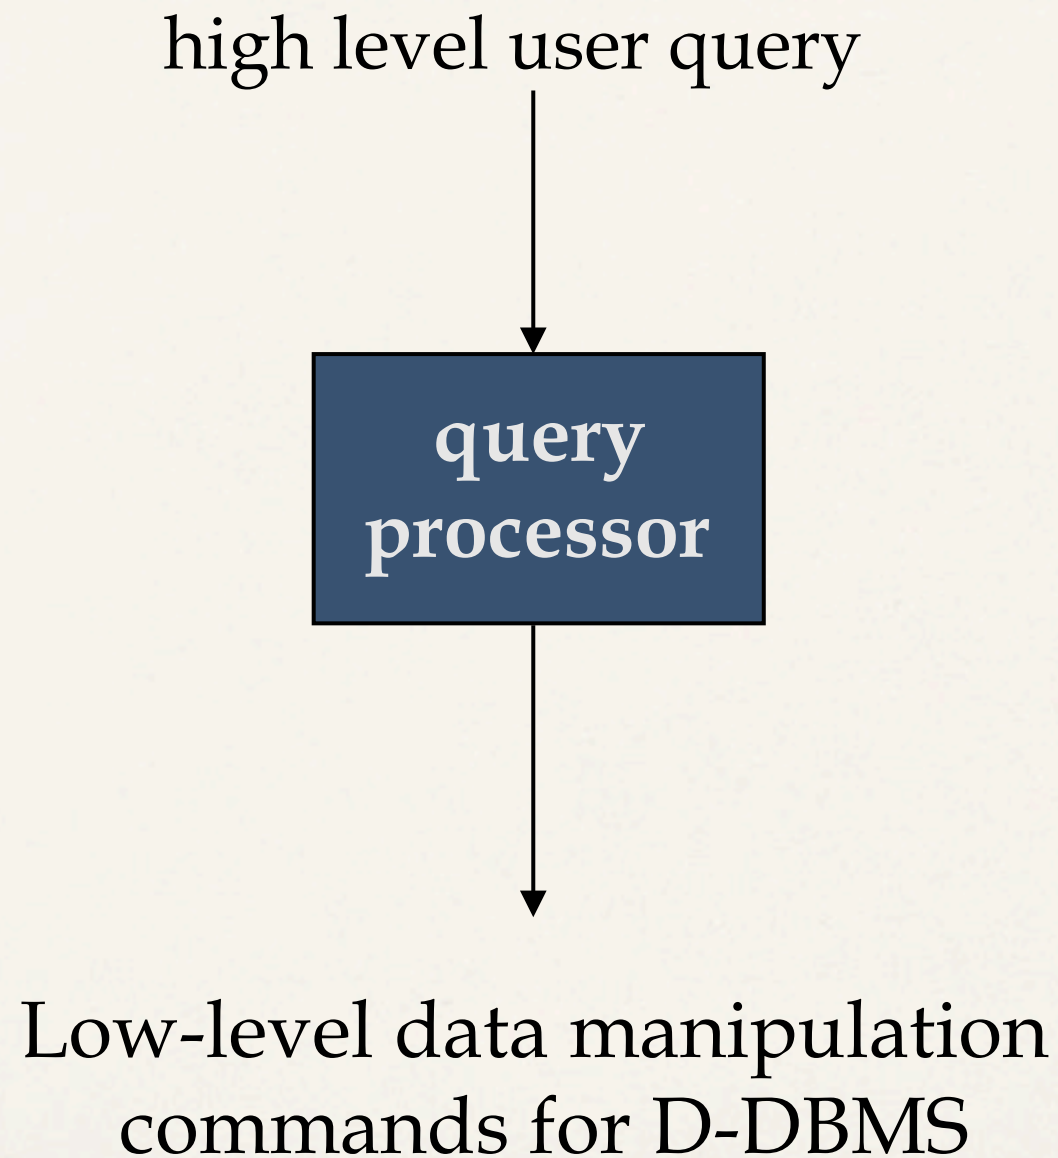 high level user query
query
processor
Low-level data manipulation
commands for D-DBMS